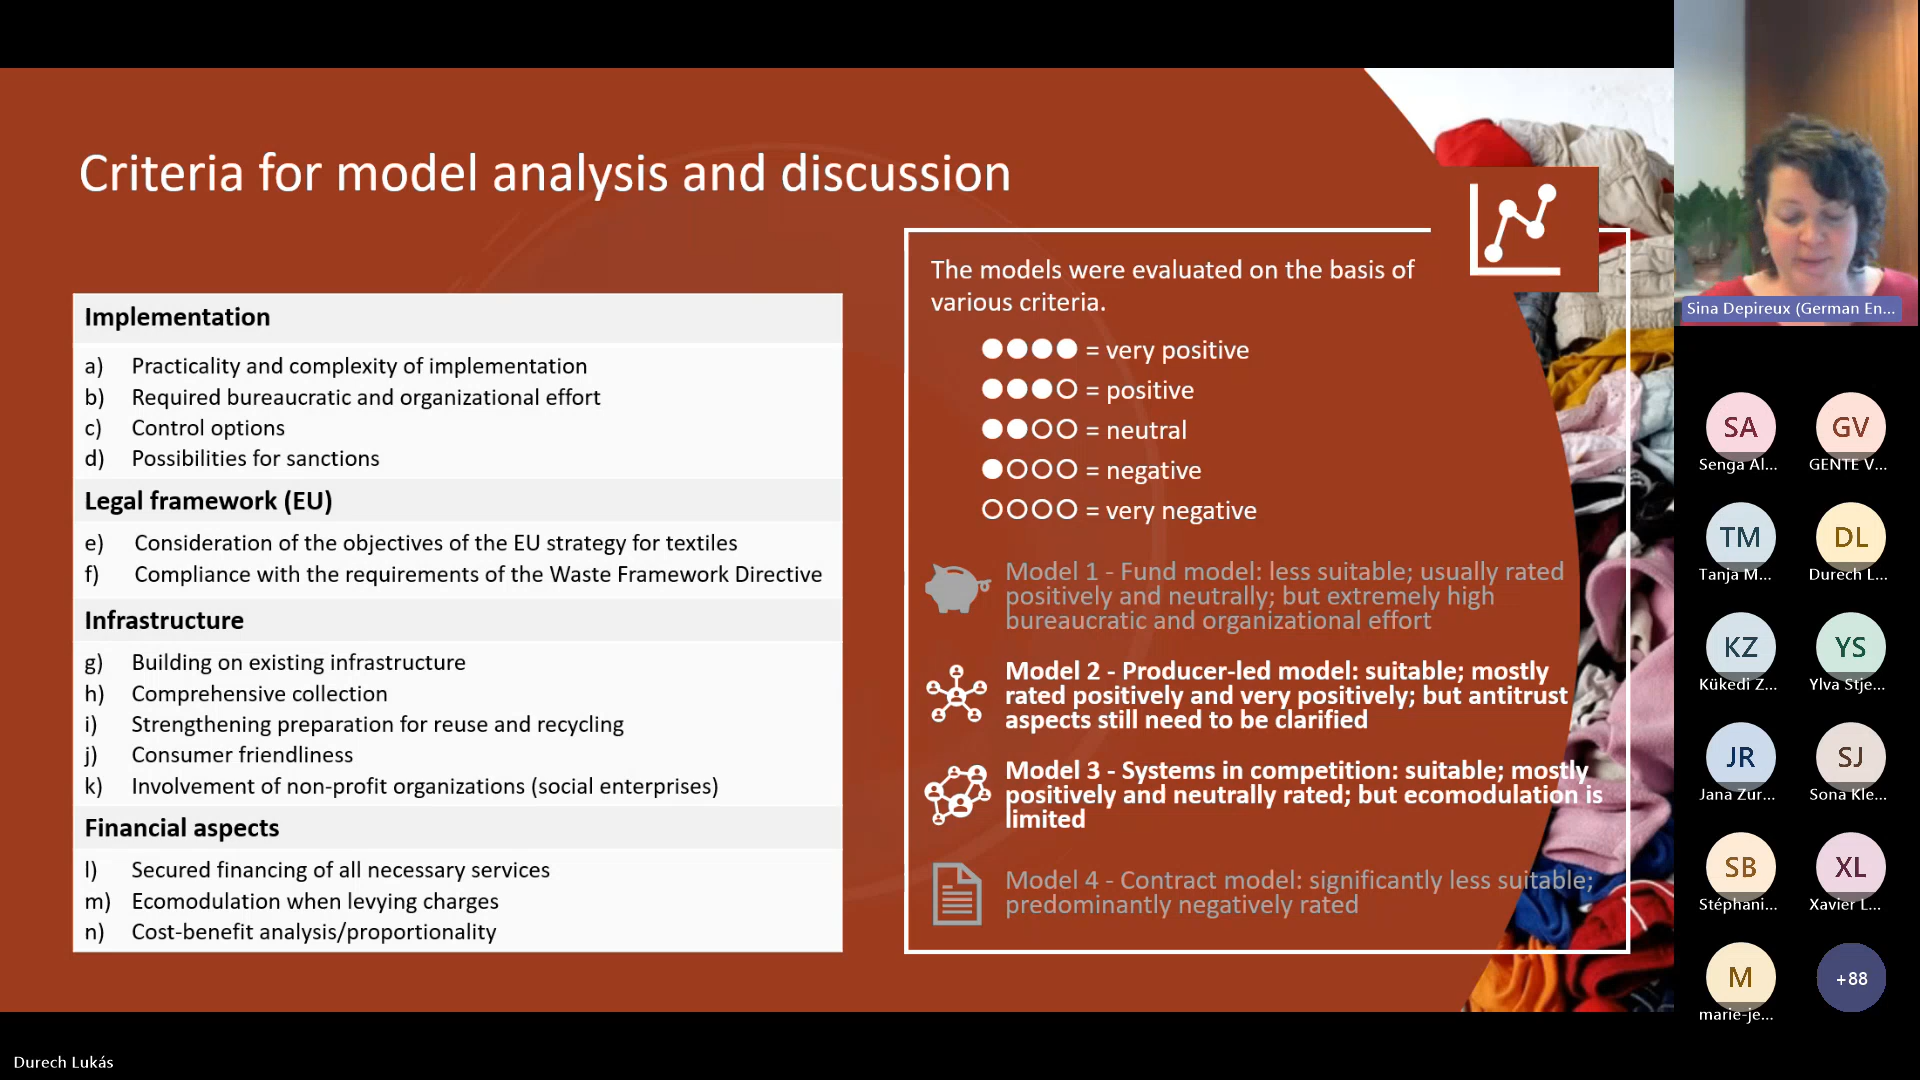 Criteria for model analysis and discussion
Implementation
a) Practicality and complexity of implementation
b) Required bureaucratic and organizational effort
c) Control options
d) Possibilities for sanctions
Legal framework (EU)
e) Consideration of the objectives of the EU strategy for textiles
f) Compliance with the requirements of the Waste Framework Directive
Infrastructure
g) Building on existing infrastructure
h) Comprehensive collection
i) Strengthening preparation for reuse and recycling
j) Consumer friendliness
k) Involvement of non-profit organizations (social enterprises)
Financial aspects
l) Secured financing of all necessary services
m) Ecomodulation when levying charges
n) Cost-benefit analysis/proportionality
The models were evaluated on the basis of
various criteria.
= very positive
= positive
= neutral
= negative
= very negative
Model 1 - Fund model: less suitable; usually rated
positively and neutrally; but extremely high
bureaucratic and organizational effort
Model 2 - Producer-led model: suitable; mostly
rated positively and very positively; but antitrust
aspects still need to be clarified
Model 3 - Systems in competition: suitable; mostly
positively and neutrally rated; but ecomodulation is
limited
Model 4 - Contract model: significantly less suitable;
predominantly negatively rated
Sina Depireux (German En...
SA
Senga Al...
GV
GENTE V...
TM
Tanja M...
DL
Durech L...
KZ
Kükedi Z...
YS
Ylva Stje...
JR
Jana Zur...
SJ
Sona Kle...
SB
Stéphani...
XL
Xavier L...
M
marie-je...
+88
Durech Lukás